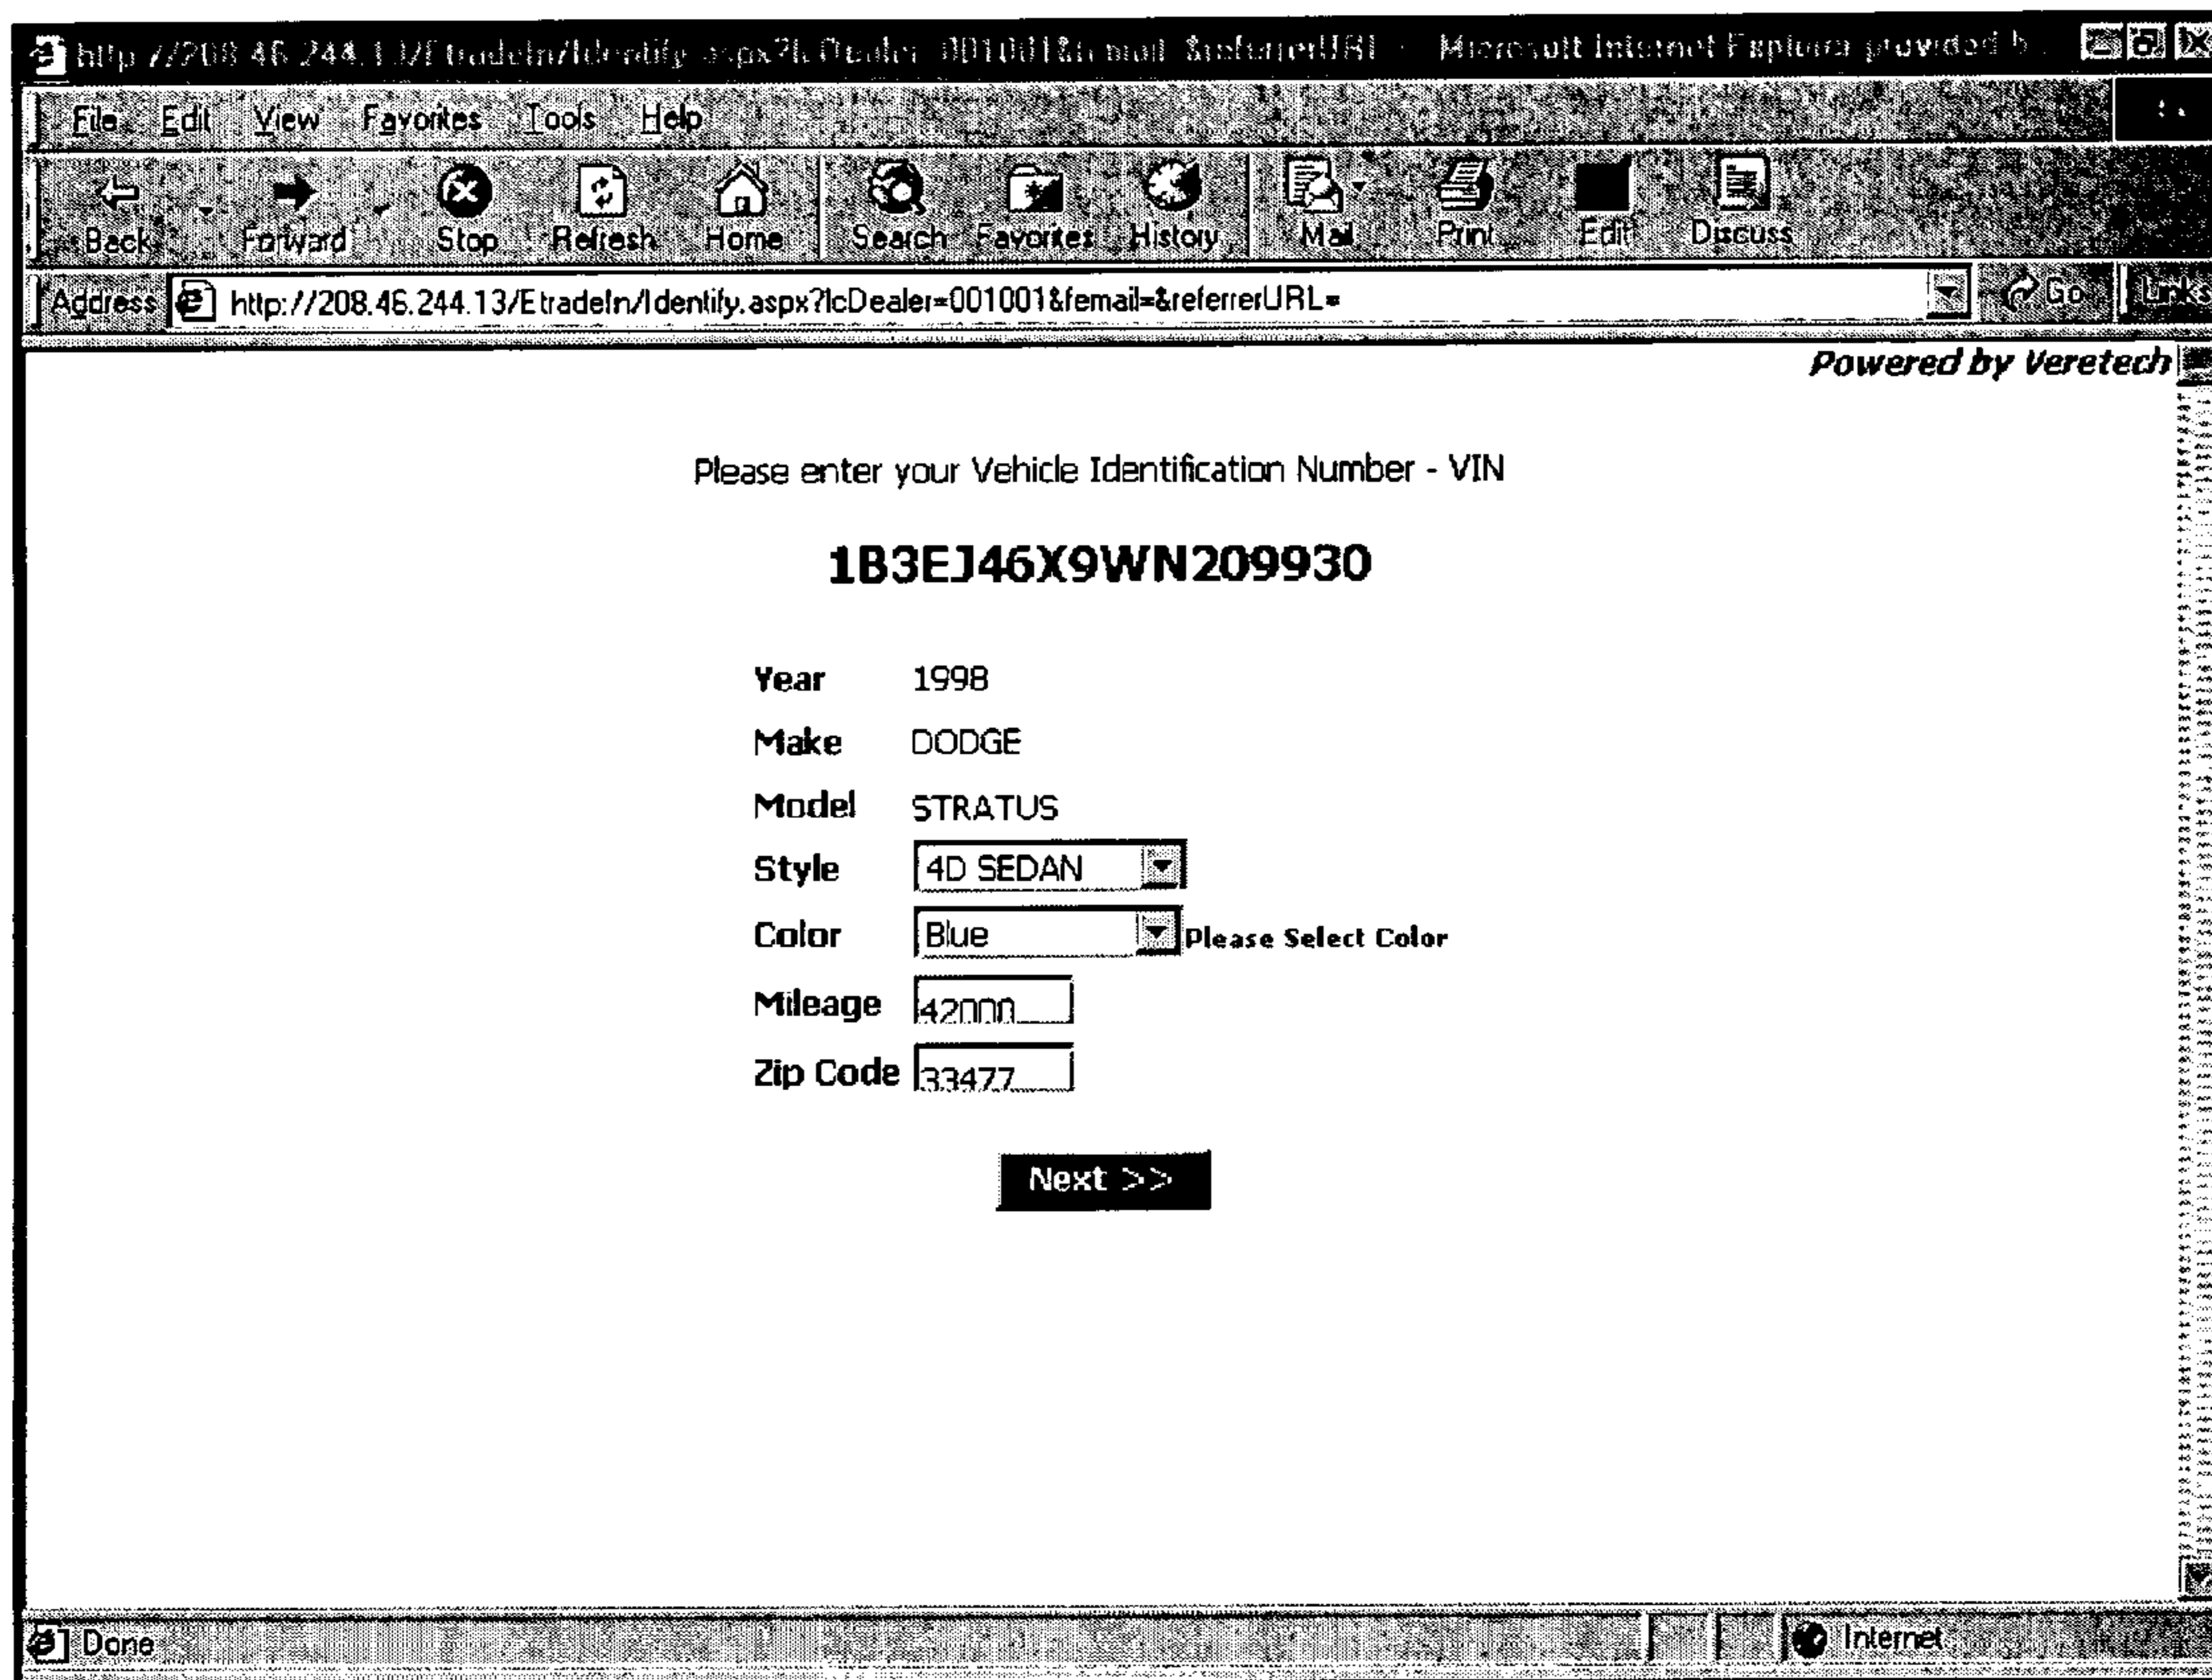 File Edit View Favorites Tools Help
Back Forward Stop Refresh Home Search Favorites History Mail Print Edit Discuss
Address http://208.46.244.13/EtradeIn/Identify.aspx?lcDealer=001001&femail=&referrerURL= Go Links
Powered by Veretech
Please enter your Vehicle Identification Number - VIN
1B3EJ46X9WN209930
Year 1998
Make DODGE
Model STRATUS
Style 4D SEDAN
Color Blue Please Select Color
Mileage 42000
Zip Code 33477
Next >>
Done Internet